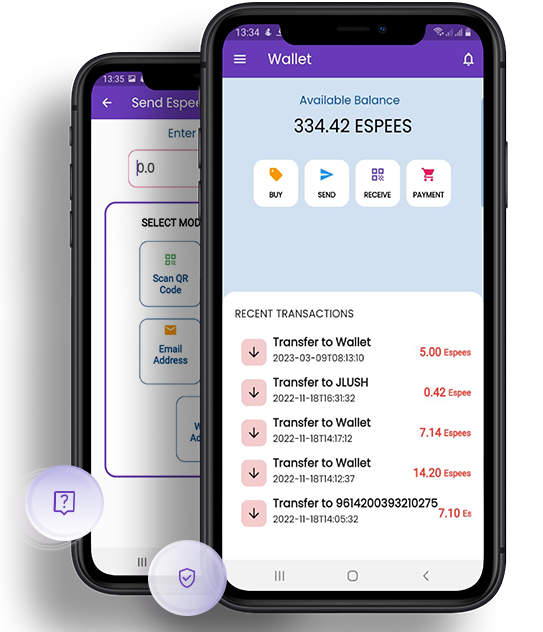 13:35
Send Espee
Enter
0.0
SELECT MOD
Scan QR
Code
Email
Address
W
Ad
13:34
Wallet
Available Balance
334.42 ESPEES
BUY
SEND
RECEIVE
PAYMENT
RECENT TRANSACTIONS
Transfer to Wallet
2023-03-09T08:13:10
5.00 Espees
Transfer to JLUSH
2022-11-18T16:31:32
0.42 Espee
Transfer to Wallet
2022-11-18T14:17:12
7.14 Espees
Transfer to Wallet
2022-11-18T14:12:37
14.20 Espees
Transfer to 9614200393210275
2022-11-18T14:05:32
7.10 Es